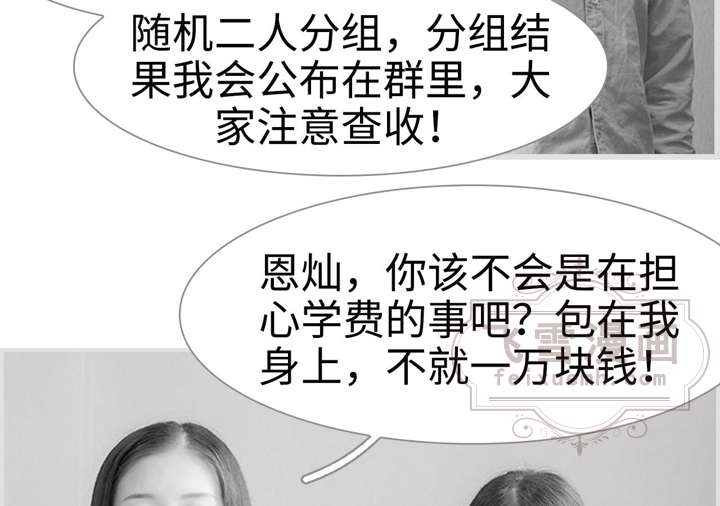 随机二人分组，分组结
果我会公布在群里，大
家注意查收！
恩灿，你该不会是在担
心学费的事吧？包在我
身上，不就一万块钱！
飞雪漫画
feixuemh.com